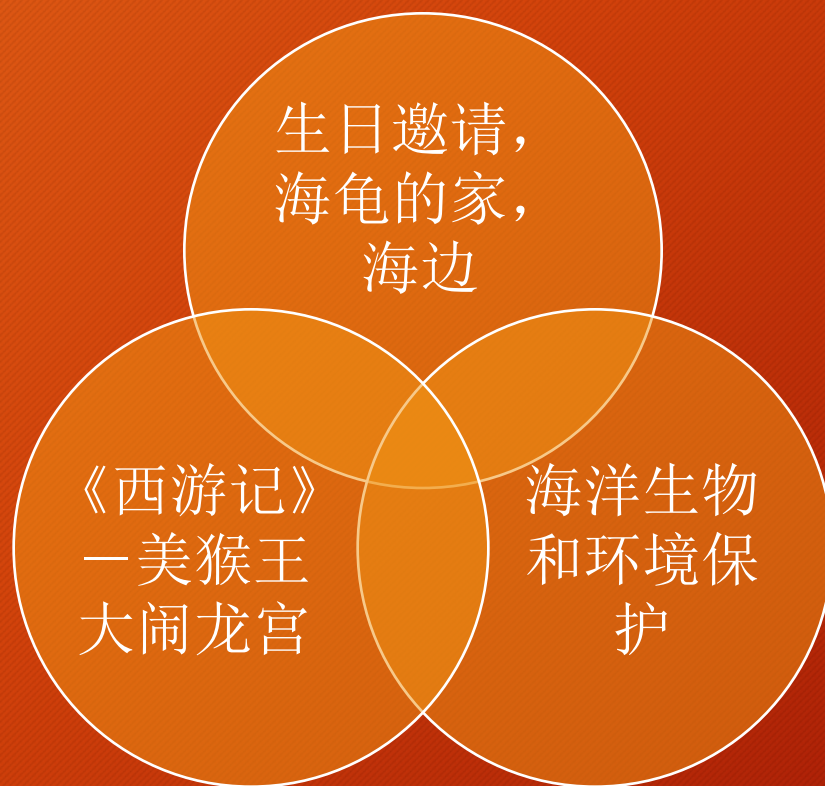 生日邀请，
海龟的家，
海边
《西游记》
－美猴王
大闹龙宫
海洋生物
和环境保
护